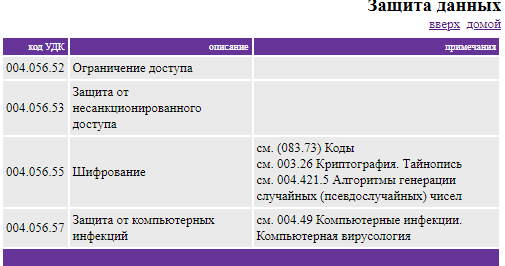 Защита данных
вверх домой
код УДК описание примечания
004.056.52 Ограничение доступа
004.056.53 Защита от
несанкционированного
доступа
004.056.55 Шифрование см. (083.73) Коды
см. 003.26 Криптография. Тайнопись
см. 004.421.5 Алгоритмы генерации
случайных (псевдослучайных) чисел
004.056.57 Защита от компьютерных
инфекций
см. 004.49 Компьютерные инфекции.
Компьютерная вирусология